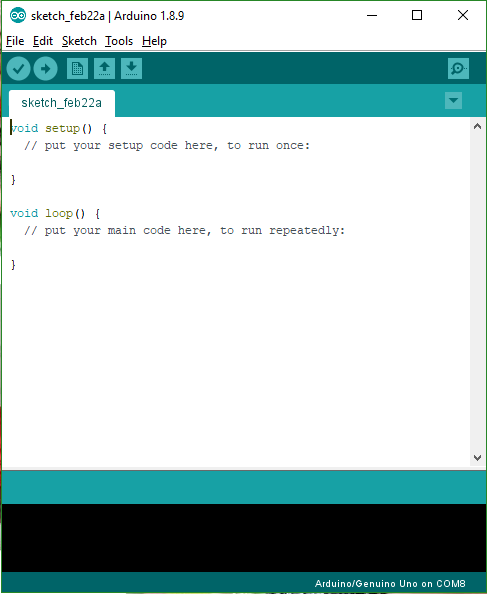 sketch_feb22a | Arduino 1.8.9
File Edit Sketch Tools Help
sketch_feb22a
void setup() {
  // put your setup code here, to run once:
}
void loop() {
  // put your main code here, to run repeatedly:
}
Arduino/Genuino Uno on COM8